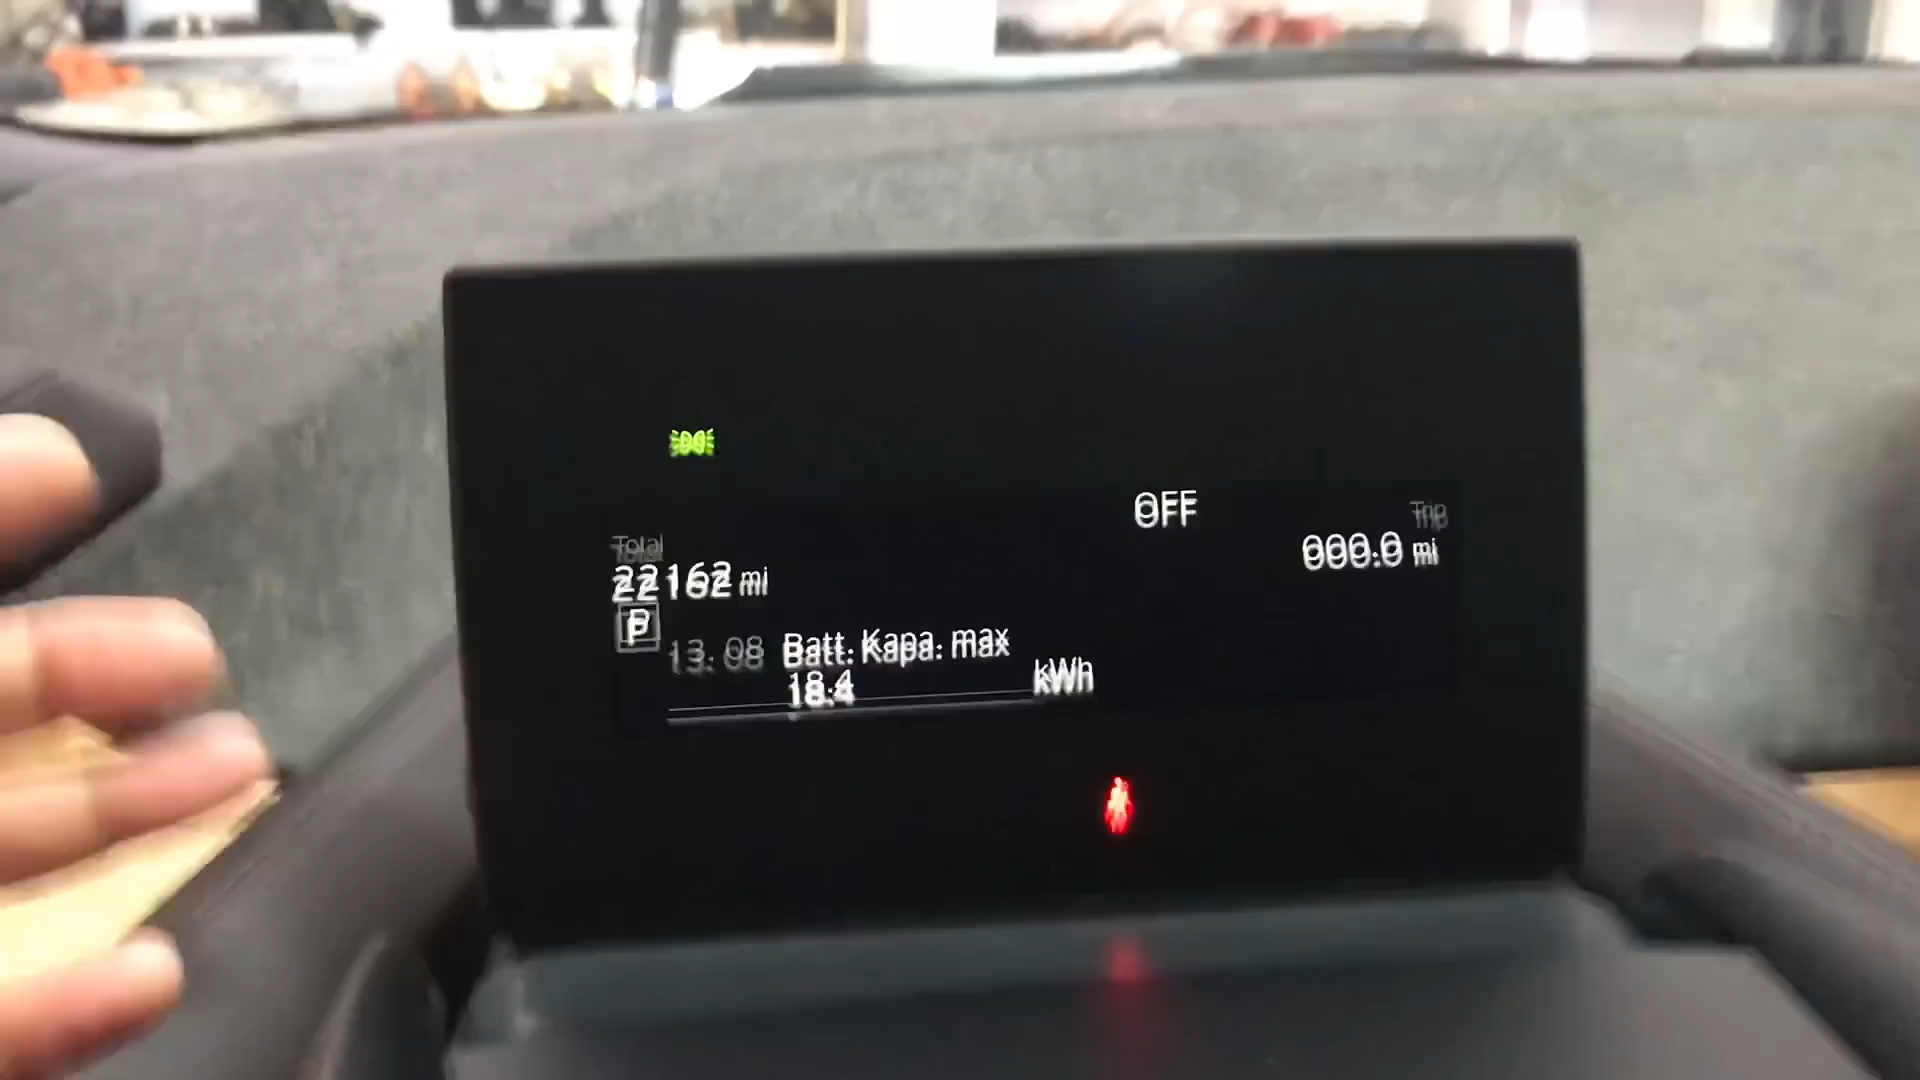 OFF
Trip
000.0 mi
Total
22162 mi
P
13. 08 Batt. Kapa. max
18.4 kWh